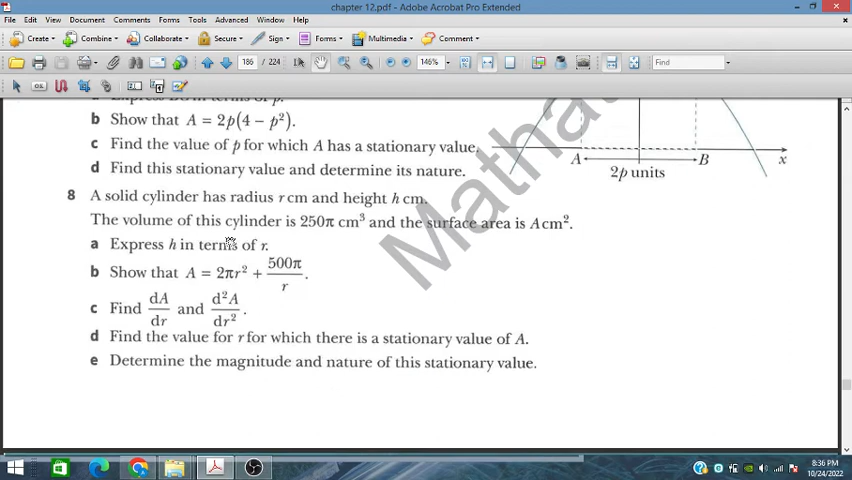 chapter 12.pdf - Adobe Acrobat Pro Extended
File Edit View Document Comments Forms Tools Advanced Window Help
Create Combine Collaborate Secure Sign Forms Multimedia Comment
186 / 224 146% Find
b Show that A = 2p(4 − p²).
c Find the value of p for which A has a stationary value.
d Find this stationary value and determine its nature.
A B x
2p units
8 A solid cylinder has radius r cm and height h cm.
The volume of this cylinder is 250π cm³ and the surface area is A cm².
a Express h in terms of r.
b Show that A = 2πr² + 500π/r.
c Find dA/dr and d²A/dr².
d Find the value for r for which there is a stationary value of A.
e Determine the magnitude and nature of this stationary value.
8:36 PM
10/24/2022